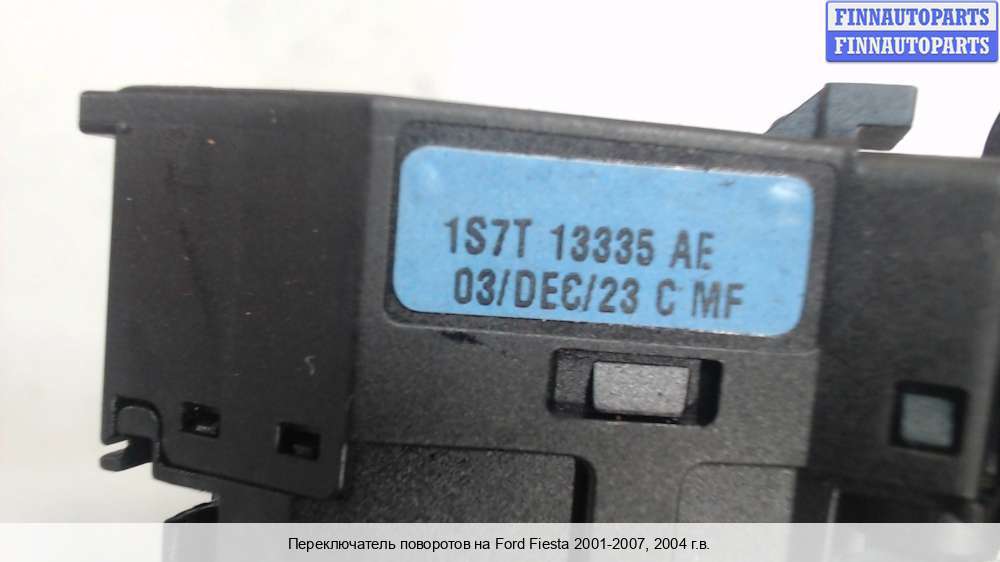 FINNAUTOPARTS
FINNAUTOPARTS
1S7T 13335 AE
03/DEC/23 C MF
Переключатель поворотов на Ford Fiesta 2001-2007, 2004 г.в.